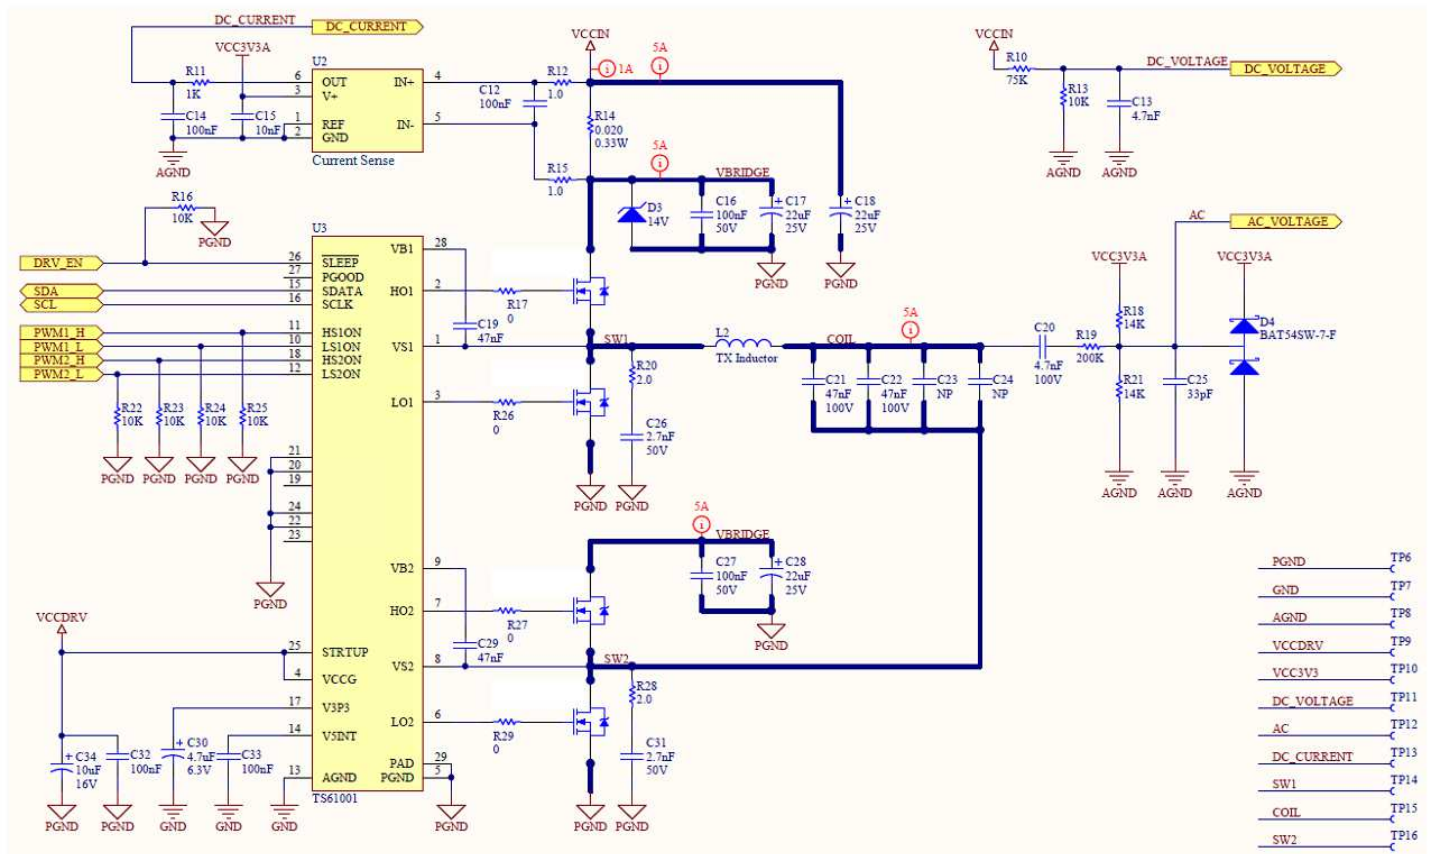 DC_CURRENT
DC_CURRENT
VCC3V3A
R11
1K
C14
100nF
C15
10nF
AGND
U2
6
3
1
2
OUT
V+
REF
GND
IN+
IN-
4
5
Current Sense
C12
100nF
R12
1.0
R15
1.0
VCCIN
1A
5A
R14
0.020
0.33W
5A
VBRIDGE
D3
14V
C16
100nF
50V
C17
22uF
25V
C18
22uF
25V
PGND
PGND
VCCIN
R10
75K
R13
10K
DC_VOLTAGE
DC_VOLTAGE
C13
4.7nF
AGND
AGND
R16
10K
PGND
DRV_EN
SDA
SCL
PWM1_H
PWM1_L
PWM2_H
PWM2_L
R22
10K
R23
10K
R24
10K
R25
10K
PGND
PGND
PGND
PGND
U3
26
27
15
16
11
10
18
12
21
20
19
24
22
23
25
4
17
14
13
SLEEP
PGOOD
SDATA
SCLK
HS1ON
LS1ON
HS2ON
LS2ON
STRTUP
VCCG
V3P3
V5INT
AGND
VB1
HO1
VS1
LO1
VB2
HO2
VS2
LO2
PAD
PGND
28
2
1
3
9
7
8
6
29
5
TS61001
PGND
VCCDRV
C34
10uF
16V
C32
100nF
C30
4.7uF
6.3V
C33
100nF
PGND
PGND
GND
GND
GND
PGND
C19
47nF
R17
0
R26
0
SW1
R20
2.0
C26
2.7nF
50V
PGND
PGND
L2
TX Inductor
COIL
5A
C21
47nF
100V
C22
47nF
100V
C23
NP
C24
NP
C20
4.7nF
100V
R19
200K
AC
AC_VOLTAGE
VCC3V3A
R18
14K
R21
14K
C25
33pF
VCC3V3A
D4
BAT54SW-7-F
AGND
AGND
AGND
5A
VBRIDGE
C27
100nF
50V
C28
22uF
25V
PGND
C29
47nF
R27
0
R29
0
SW2
R28
2.0
C31
2.7nF
50V
PGND
PGND
PGND TP6
GND TP7
AGND TP8
VCCDRV TP9
VCC3V3 TP10
DC_VOLTAGE TP11
AC TP12
DC_CURRENT TP13
SW1 TP14
COIL TP15
SW2 TP16